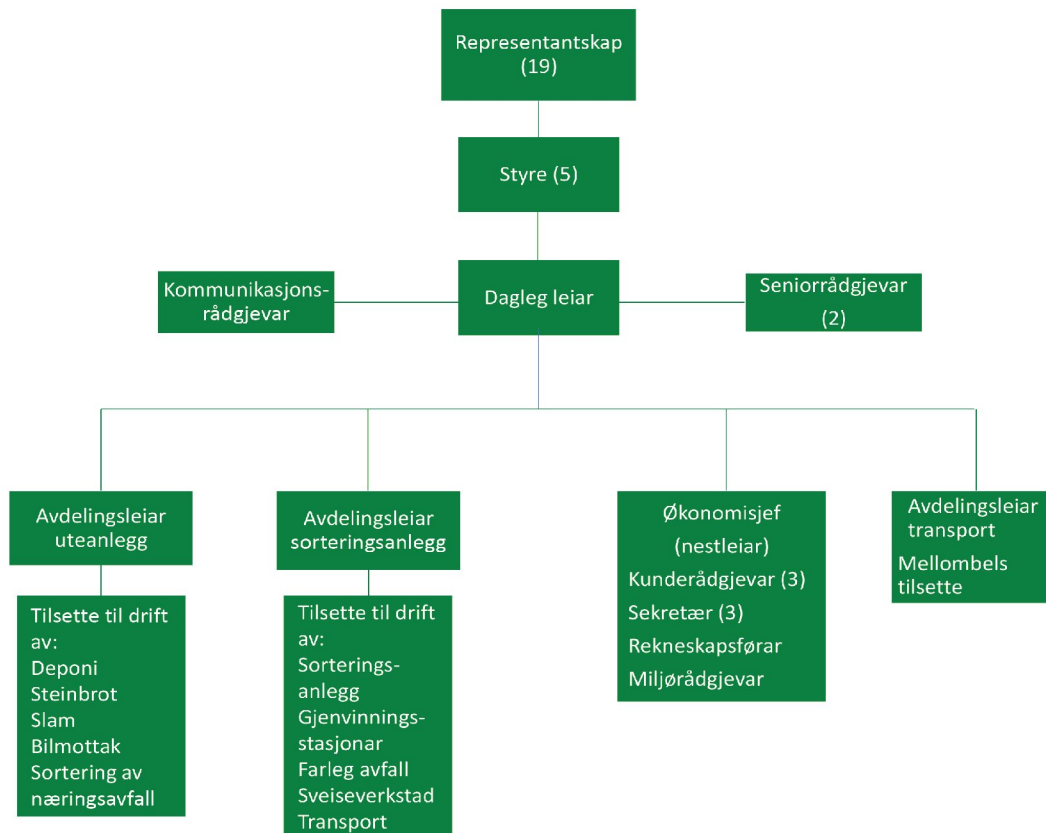 Representantskap
(19)
Styre (5)
Kommunikasjons-
rådgjevar
Dagleg leiar
Seniorrådgjevar
(2)
Avdelingsleiar
uteanlegg
Avdelingsleiar
sorteringsanlegg
Økonomisjef
(nestleiar)
Kunderådgjevar (3)
Sekretær (3)
Rekneskapsførar
Miljørådgjevar
Avdelingsleiar
transport
Mellombels
tilsette
Tilsette til drift
av:
Deponi
Steinbrot
Slam
Bilmottak
Sortering av
næringsavfall
Tilsette til drift
av:
Sorterings-
anlegg
Gjenvinnings-
stasjonar
Farleg avfall
Sveiseverkstad
Transport